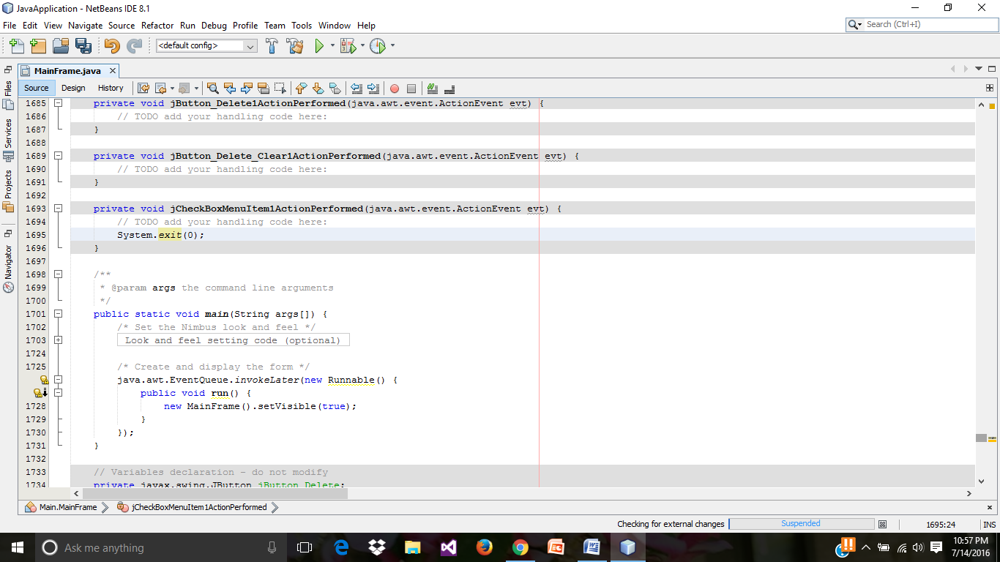 JavaApplication - NetBeans IDE 8.1
File Edit View Navigate Source Refactor Run Debug Profile Team Tools Window Help
Search (Ctrl+I)
<default config>
MainFrame.java
Source Design History
Files
Services
Projects
Navigator
1685 private void jButton_Delete1ActionPerformed(java.awt.event.ActionEvent evt) {
1686 // TODO add your handling code here:
1687 }
1688
1689 private void jButton_Delete_Clear1ActionPerformed(java.awt.event.ActionEvent evt) {
1690 // TODO add your handling code here:
1691 }
1692
1693 private void jCheckBoxMenuItem1ActionPerformed(java.awt.event.ActionEvent evt) {
1694 // TODO add your handling code here:
1695 System.exit(0);
1696 }
1697
1698 /**
1699 * @param args the command line arguments
1700 */
1701 public static void main(String args[]) {
1702 /* Set the Nimbus look and feel */
1703 Look and feel setting code (optional)
1724
1725 /* Create and display the form */
java.awt.EventQueue.invokeLater(new Runnable() {
public void run() {
1728 new MainFrame().setVisible(true);
1729 }
1730 });
1731 }
1732
1733 // Variables declaration - do not modify
1734 private javax.swing.JButton jButton_Delete;
Main.MainFrame jCheckBoxMenuItem1ActionPerformed
Checking for external changes Suspended 1695:24 INS
Ask me anything
10:57 PM
7/14/2016